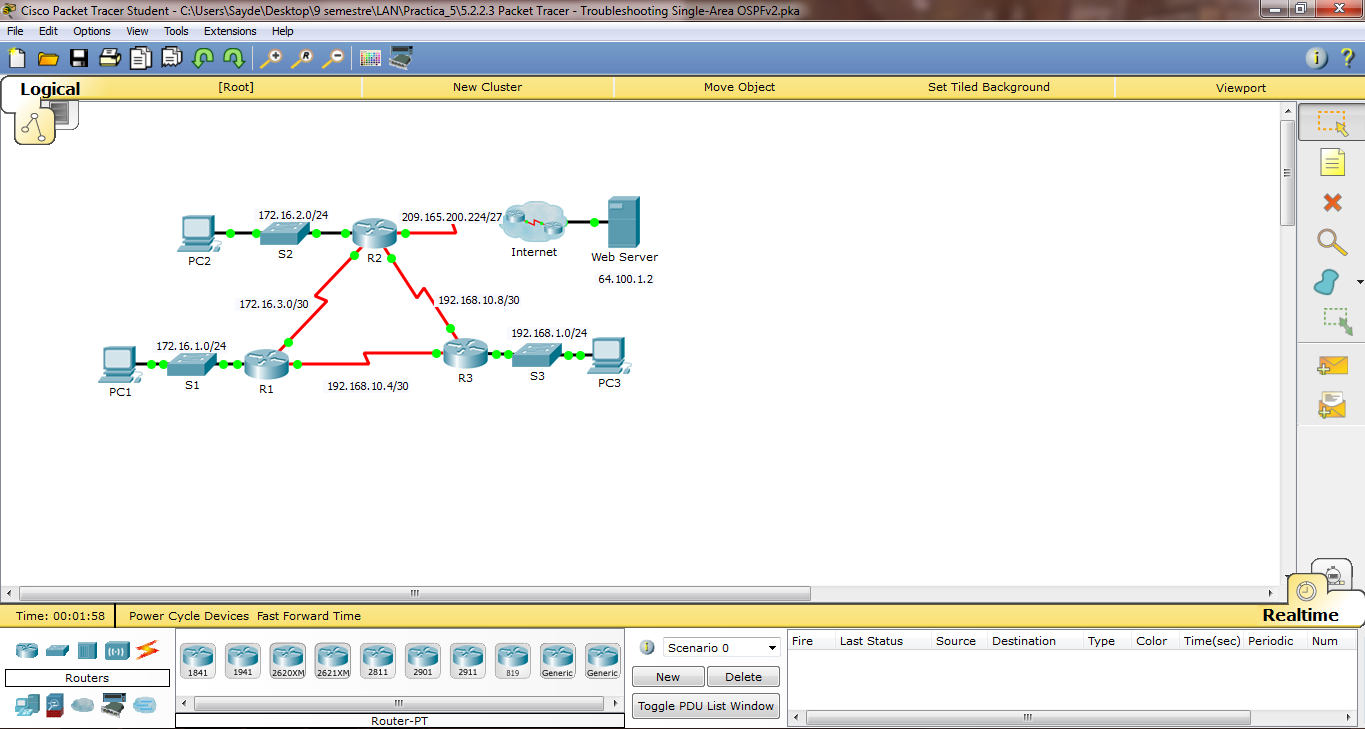 Cisco Packet Tracer Student - C:\Users\Sayde\Desktop\9 semestre\LAN\Practica_5\5.2.2.3 Packet Tracer - Troubleshooting Single-Area OSPFv2.pka
File Edit Options View Tools Extensions Help
Logical [Root] New Cluster Move Object Set Tiled Background Viewport
172.16.2.0/24
209.165.200.224/27
PC2
S2
R2
Internet
Web Server
64.100.1.2
172.16.3.0/30
192.168.10.8/30
172.16.1.0/24
192.168.1.0/24
PC1
S1
R1
192.168.10.4/30
R3
S3
PC3
Time: 00:01:58 Power Cycle Devices Fast Forward Time Realtime
Routers
1841 1941 2620XM 2621XM 2811 2901 2911 819 Generic Generic
Router-PT
Scenario 0
New Delete
Toggle PDU List Window
Fire Last Status Source Destination Type Color Time(sec) Periodic Num